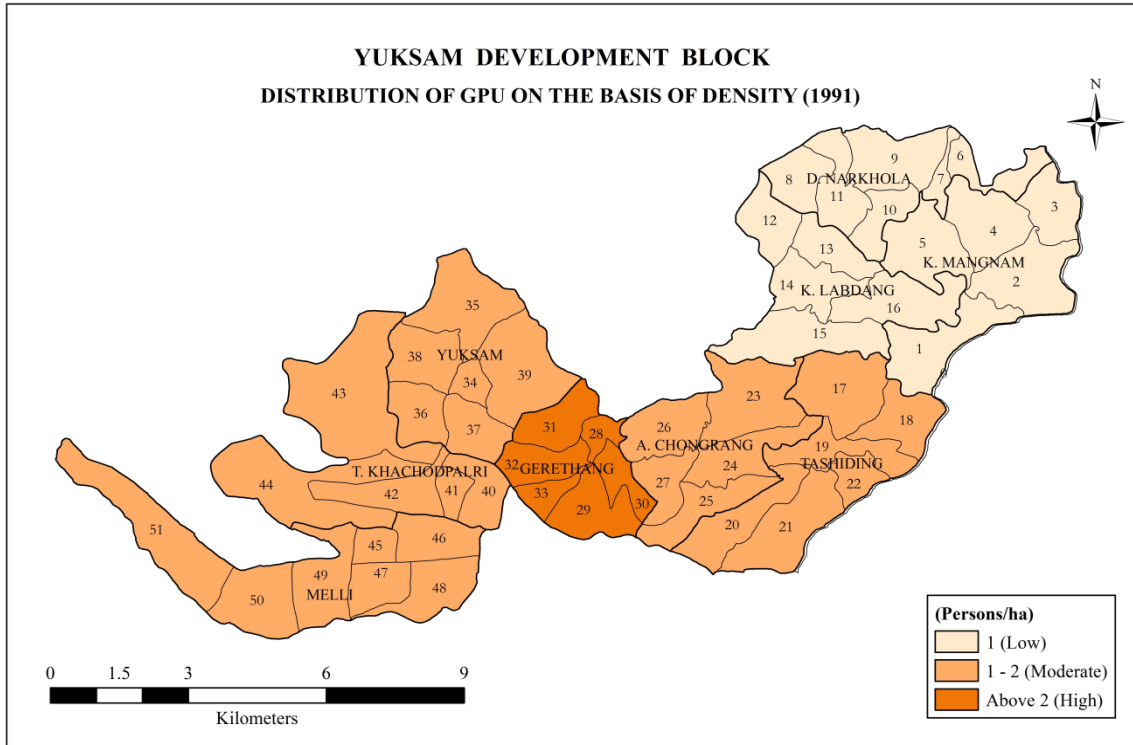 YUKSAM DEVELOPMENT BLOCK
DISTRIBUTION OF GPU ON THE BASIS OF DENSITY (1991)
N
6
9
8
D. NARKHOLA
7
11
10
3
12
4
5
13
K. MANGNAM
2
14
K. LABDANG
16
15
1
35
38
YUKSAM
34
39
43
36
37
17
23
18
31
28
26
A. CHONGRANG
19
32
GERETHANG
TASHIDING
24
T. KHACHODPALRI
44
42
41
40
33
29
30
27
25
22
20
21
51
45
46
49
47
48
MELLI
50
(Persons/ha)
1 (Low)
1 - 2 (Moderate)
Above 2 (High)
0 1.5 3 6 9
Kilometers